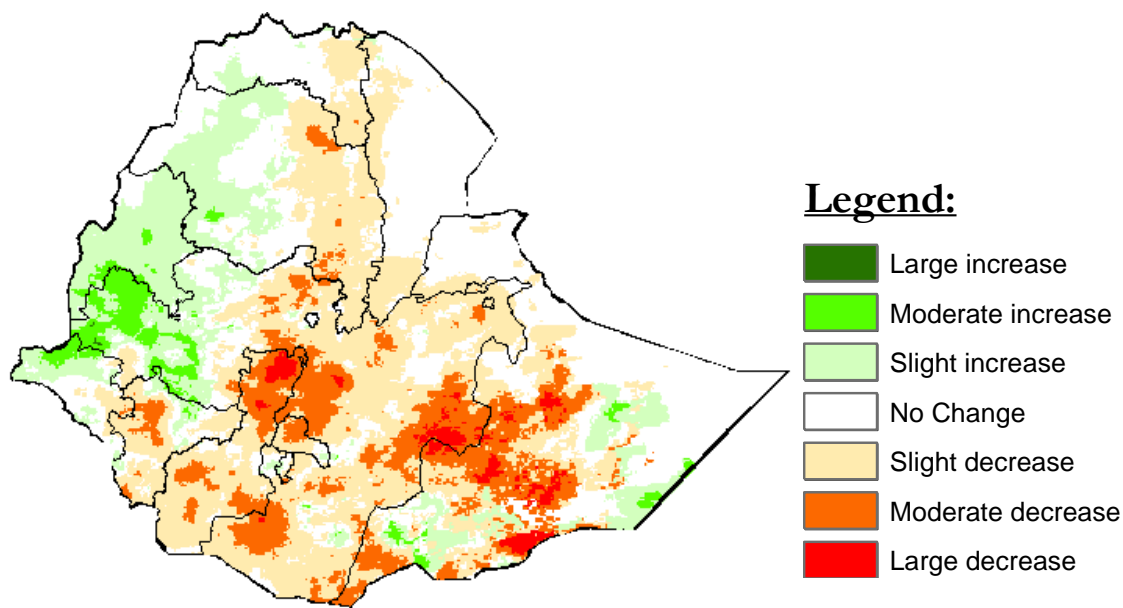 Legend:
Large increase
Moderate increase
Slight increase
No Change
Slight decrease
Moderate decrease
Large decrease